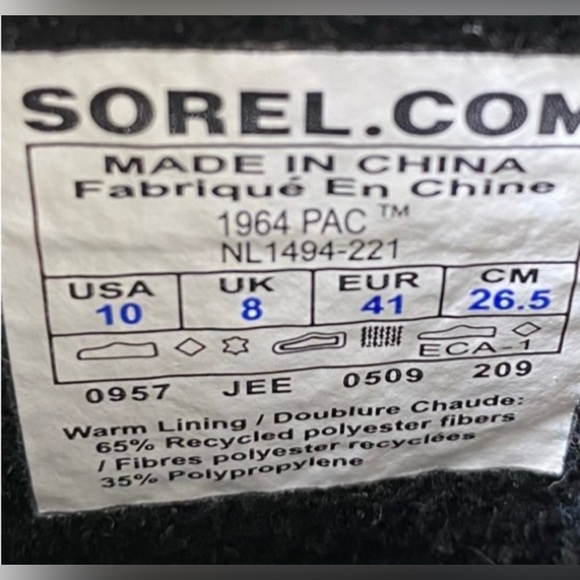 SOREL.COM
MADE IN CHINA
Fabriqué En Chine
1964 PAC ™
NL1494-221
USA UK EUR CM
10 8 41 26.5
ECA-1
0957 JEE 0509 209
Warm Lining / Doublure Chaude:
65% Recycled polyester fibers
/ Fibres polyester recyclées
35% Polypropylene